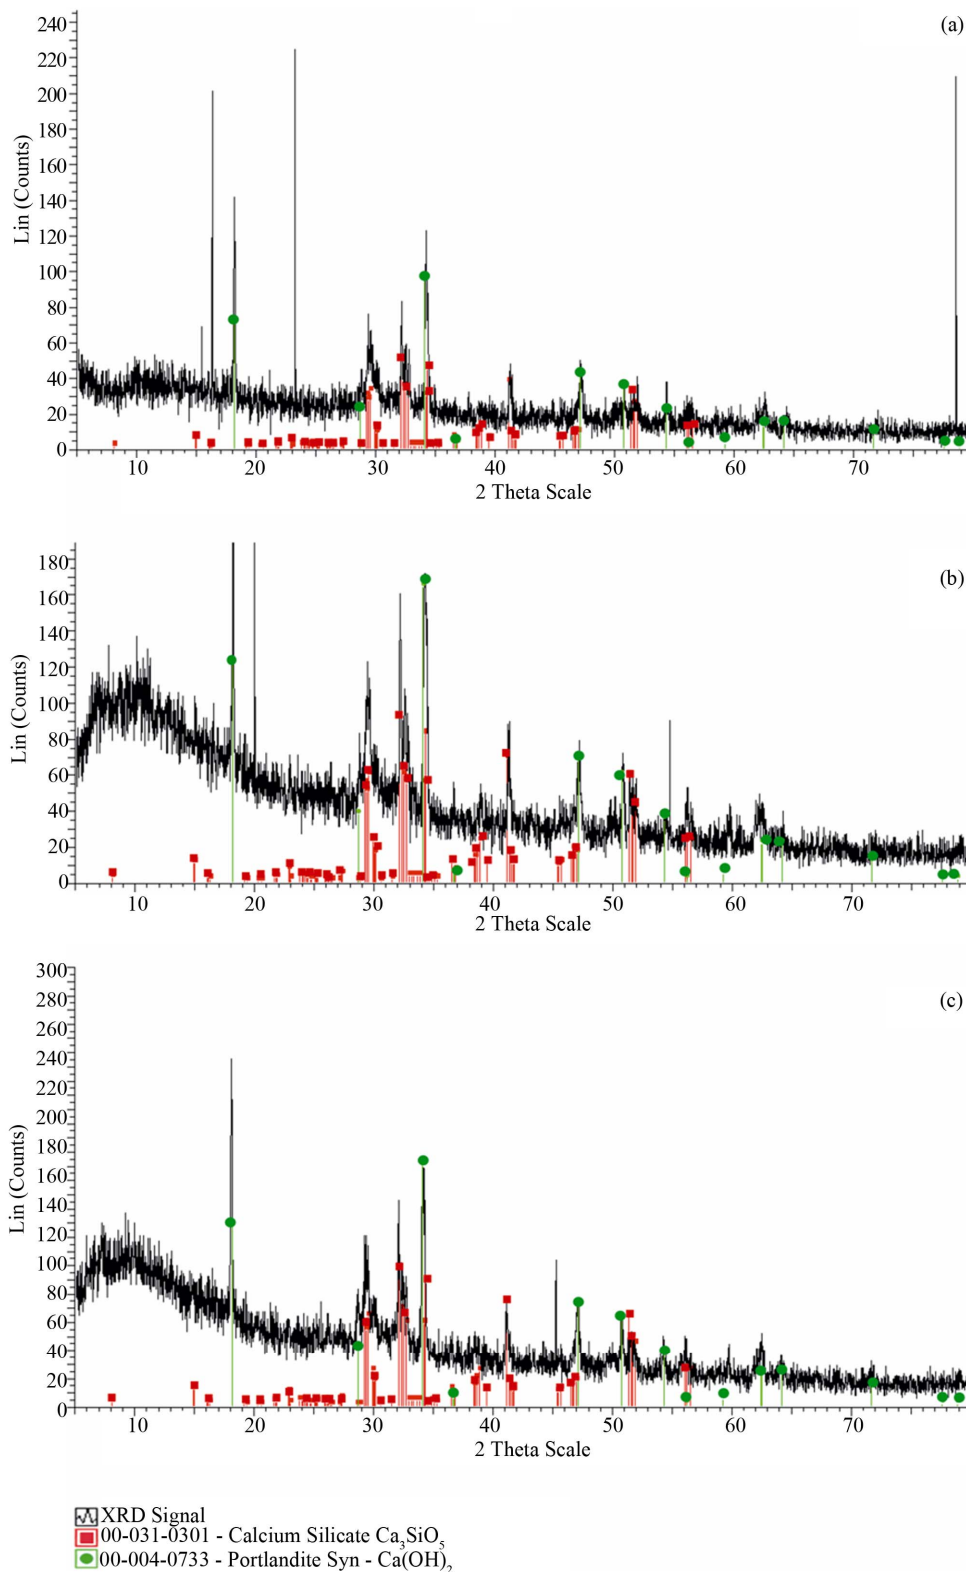 (a)
Lin (Counts)
240
220
200
180
160
140
120
100
80
60
40
20
0
10 20 30 40 50 60 70
2 Theta Scale
(b)
Lin (Counts)
180
160
140
120
100
80
60
40
20
0
10 20 30 40 50 60 70
2 Theta Scale
(c)
Lin (Counts)
300
280
260
240
220
200
180
160
140
120
100
80
60
40
20
0
10 20 30 40 50 60 70
2 Theta Scale
XRD Signal
00-031-0301 - Calcium Silicate Ca₃SiO₅
00-004-0733 - Portlandite Syn - Ca(OH)₂